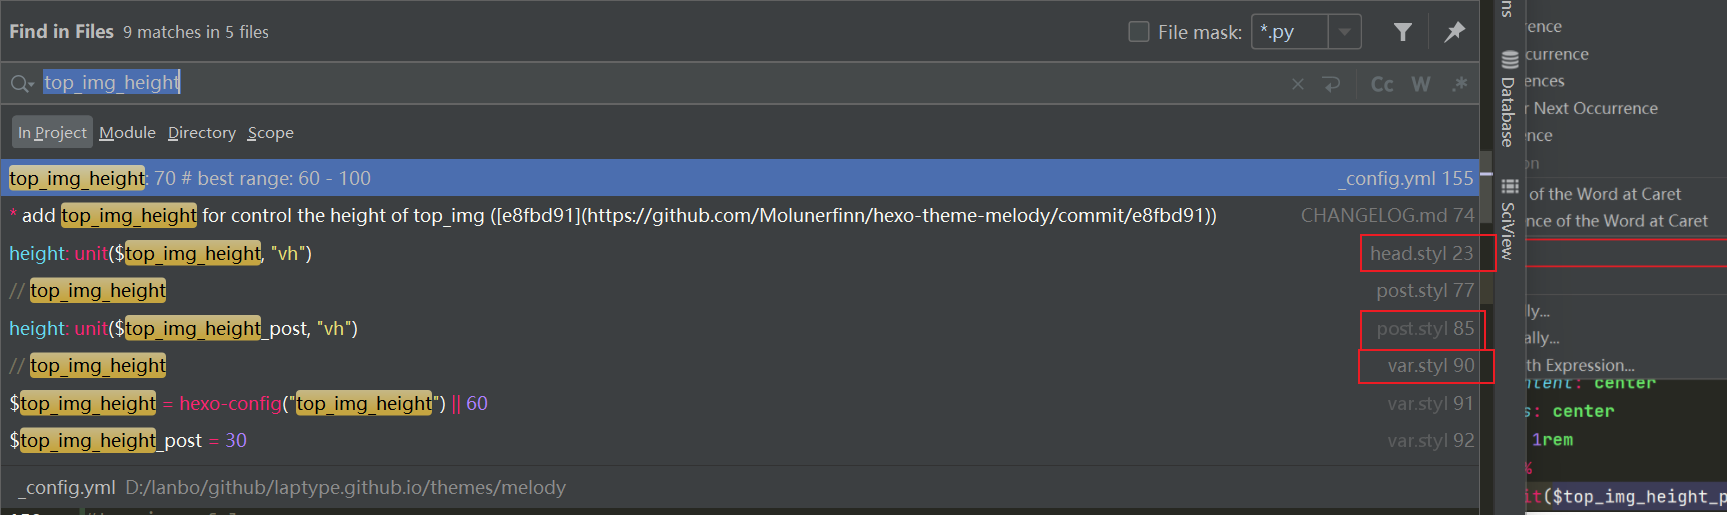 Find in Files 9 matches in 5 files
File mask: *.py
top_img_height
Cc W .*
In Project Module Directory Scope
top_img_height: 70 # best range: 60 - 100 _config.yml 155
* add top_img_height for control the height of top_img ([e8fbd91](https://github.com/Molunerfinn/hexo-theme-melody/commit/e8fbd91)) CHANGELOG.md 74
height: unit($top_img_height, "vh") head.styl 23
// top_img_height post.styl 77
height: unit($top_img_height_post, "vh") post.styl 85
// top_img_height var.styl 90
$top_img_height = hexo-config("top_img_height") || 60 var.styl 91
$top_img_height_post = 30 var.styl 92
_config.yml D:/lanbo/github/laptype.github.io/themes/melody
ns
Database
SciView
rence
currence
ences
r Next Occurrence
nce
on
of the Word at Caret
nce of the Word at Caret
lly...
ally...
th Expression...
ntent: center
s: center
1rem
%
it($top_img_height_p